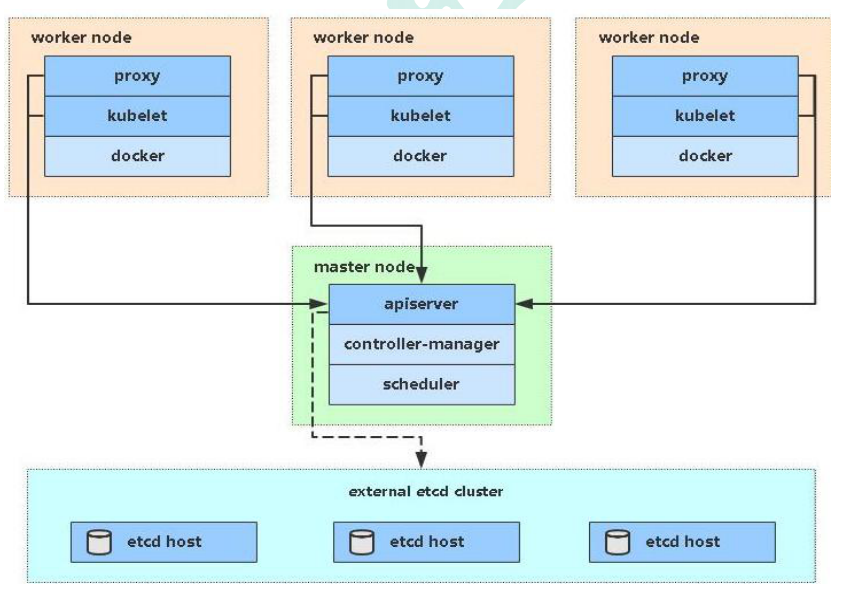 worker node
proxy
kubelet
docker
worker node
proxy
kubelet
docker
worker node
proxy
kubelet
docker
master node
apiserver
controller-manager
scheduler
external etcd cluster
etcd host
etcd host
etcd host